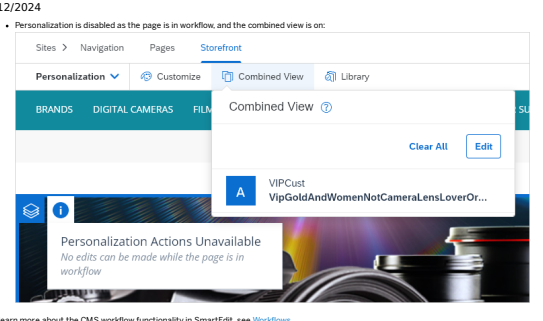 12/2024
• Personalization is disabled as the page is in workflow, and the combined view is on:
Sites > Navigation Pages Storefront
Personalization Customize Combined View Library
BRANDS DIGITAL CAMERAS FILM SU
Combined View ?
Clear All Edit
A VIPCust
VipGoldAndWomenNotCameraLensLoverOr...
i
Personalization Actions Unavailable
No edits can be made while the page is in
workflow
earn more about the CMS workflow functionality in SmartEdit, see Workflows